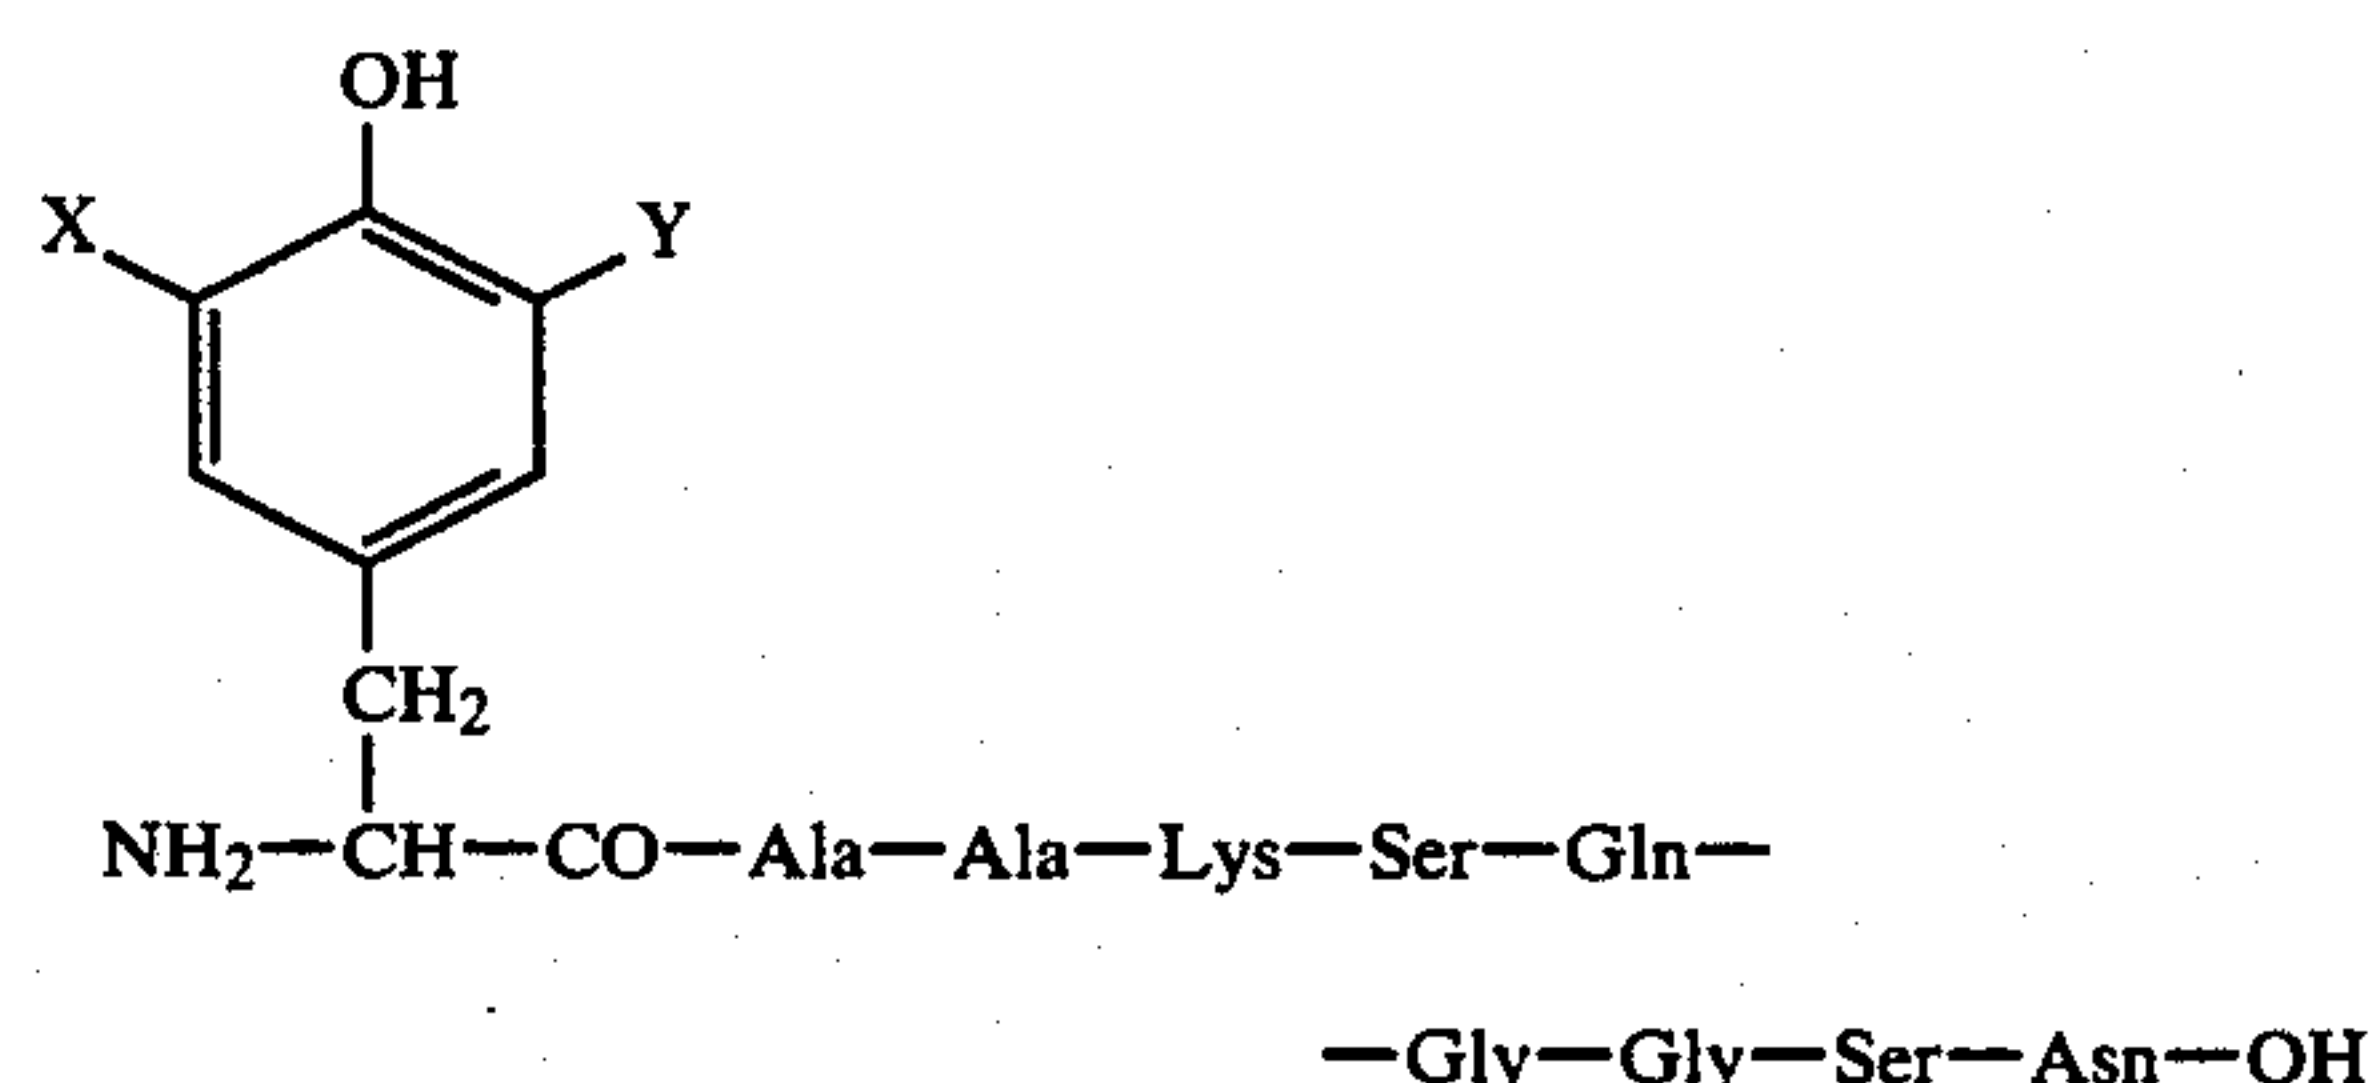 OH
X
Y
CH2
NH2—CH—CO—Ala—Ala—Lys—Ser—Gln—
—Gly—Gly—Ser—Asn—OH